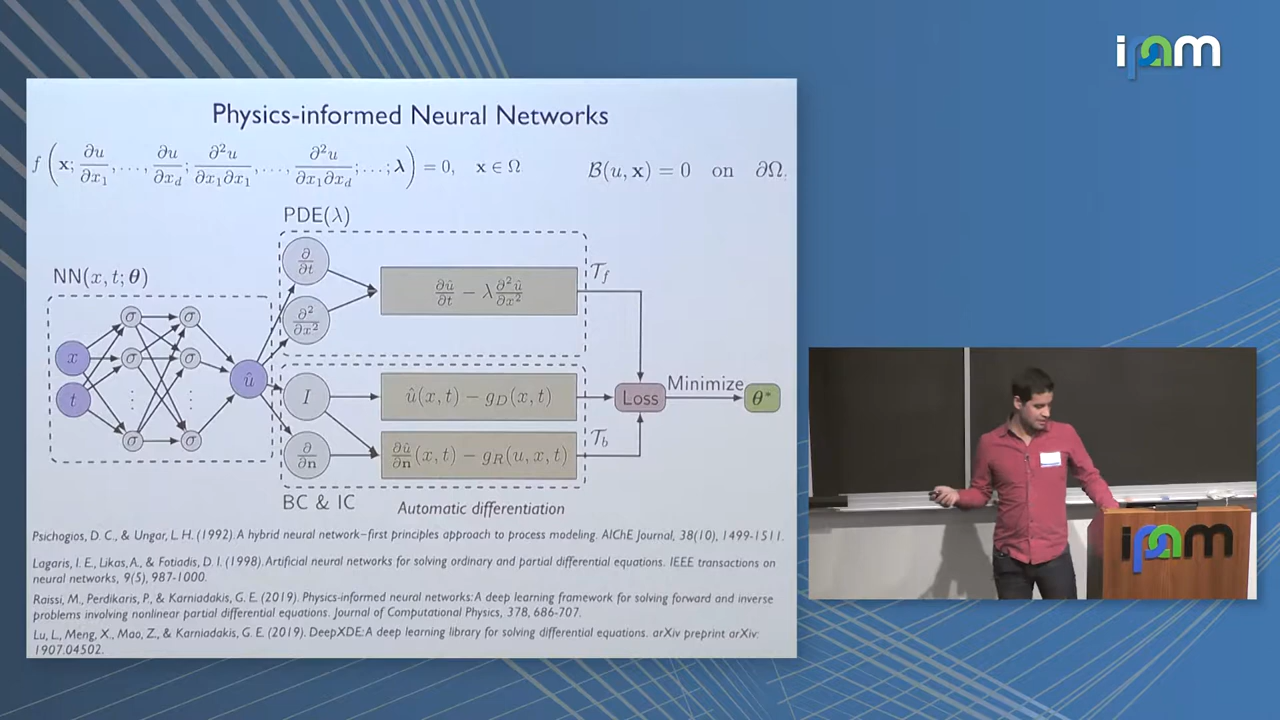 ipam
Physics-informed Neural Networks
f(x; ∂u/∂x₁, …, ∂u/∂x_d; ∂²u/∂x₁∂x₁, …, ∂²u/∂x₁∂x_d; …; λ) = 0, x ∈ Ω B(u, x) = 0 on ∂Ω.
PDE(λ)
NN(x, t; θ)
∂/∂t
∂û/∂t − λ ∂²û/∂x²
T_f
∂²/∂x²
x σ σ
t σ σ
⋮ ⋮
σ σ
û
I
û(x, t) − g_D(x, t)
Loss
Minimize
θ*
∂/∂n
∂û/∂n (x, t) − g_R(u, x, t)
T_b
BC & IC
Automatic differentiation
Psichogios, D. C., & Ungar, L. H. (1992). A hybrid neural network–first principles approach to process modeling. AIChE Journal, 38(10), 1499-1511.
Lagaris, I. E., Likas, A., & Fotiadis, D. I. (1998). Artificial neural networks for solving ordinary and partial differential equations. IEEE transactions on
neural networks, 9(5), 987-1000.
Raissi, M., Perdikaris, P., & Karniadakis, G. E. (2019). Physics-informed neural networks: A deep learning framework for solving forward and inverse
problems involving nonlinear partial differential equations. Journal of Computational Physics, 378, 686-707.
Lu, L., Meng, X., Mao, Z., & Karniadakis, G. E. (2019). DeepXDE: A deep learning library for solving differential equations. arXiv preprint arXiv:
1907.04502.
ipam